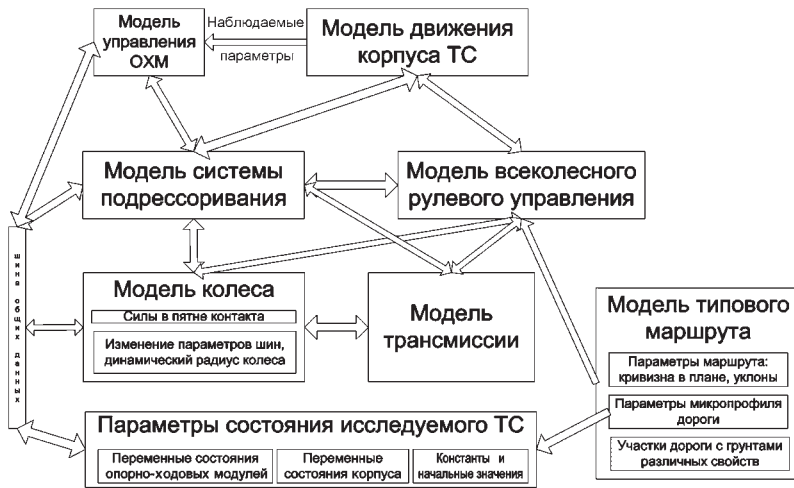 Модель
управления
ОХМ
Наблюдаемые
параметры
Модель движения
корпуса ТС
Модель системы
подрессоривания
Модель всеколесного
рулевого управления
шина общих данных
Модель колеса
Силы в пятне контакта
Изменение параметров шин,
динамический радиус колеса
Модель
трансмиссии
Модель типового
маршрута
Параметры маршрута:
кривизна в плане, уклоны
Параметры микропрофиля
дороги
Участки дороги с грунтами
различных свойств
Параметры состояния исследуемого ТС
Переменные состояния
опорно-ходовых модулей
Переменные
состояния корпуса
Константы и
начальные значения